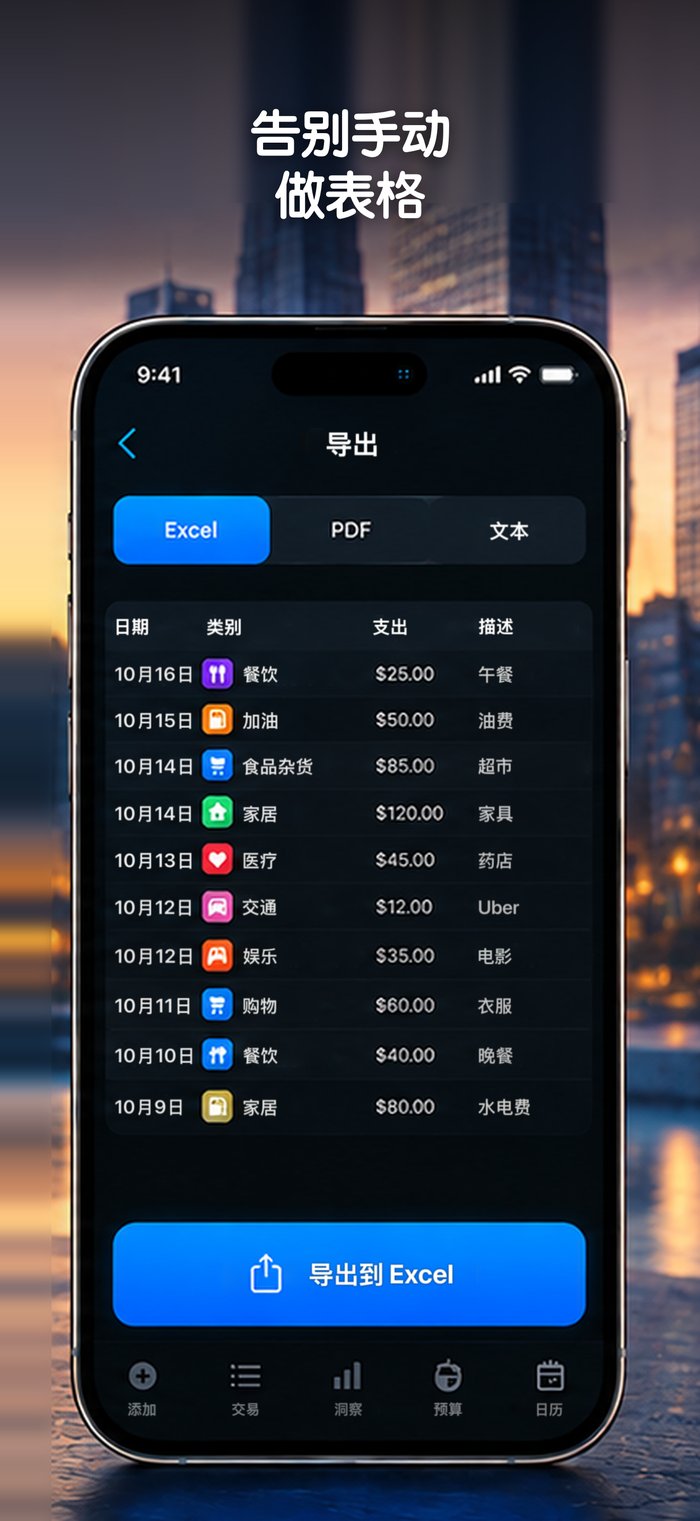 告别手动
做表格
9:41
导出
Excel PDF 文本
日期 类别 支出 描述
10月16日 餐饮 $25.00 午餐
10月15日 加油 $50.00 油费
10月14日 食品杂货 $85.00 超市
10月14日 家居 $120.00 家具
10月13日 医疗 $45.00 药店
10月12日 交通 $12.00 Uber
10月12日 娱乐 $35.00 电影
10月11日 购物 $60.00 衣服
10月10日 餐饮 $40.00 晚餐
10月9日 家居 $80.00 水电费
导出到 Excel
添加 交易 洞察 预算 日历